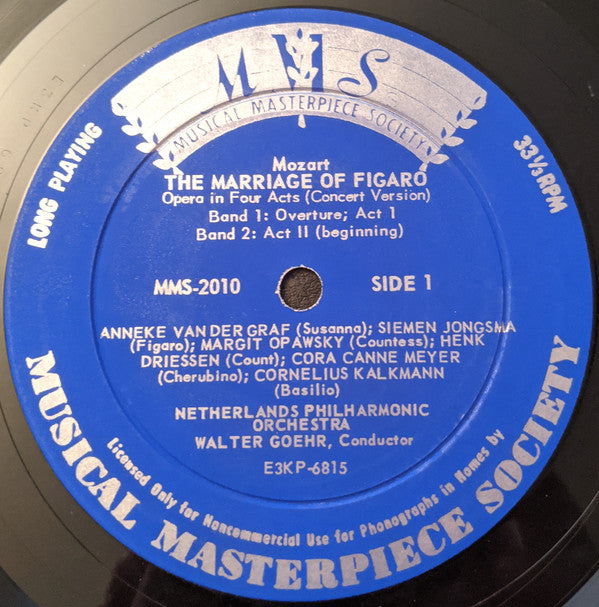 MMS
MUSICAL MASTERPIECE SOCIETY
LONG PLAYING
33⅓ RPM
Mozart
THE MARRIAGE OF FIGARO
Opera in Four Acts (Concert Version)
Band 1: Overture; Act 1
Band 2: Act II (beginning)
MMS-2010
SIDE 1
ANNEKE VAN DER GRAF (Susanna); SIEMEN JONGSMA
(Figaro); MARGIT OPAWSKY (Countess); HENK
DRIESSEN (Count); CORA CANNE MEYER
(Cherubino); CORNELIUS KALKMANN
(Basilio)
NETHERLANDS PHILHARMONIC
ORCHESTRA
WALTER GOEHR, Conductor
E3KP-6815
Licensed Only for Noncommercial Use for Phonographs in Homes by
MUSICAL MASTERPIECE SOCIETY